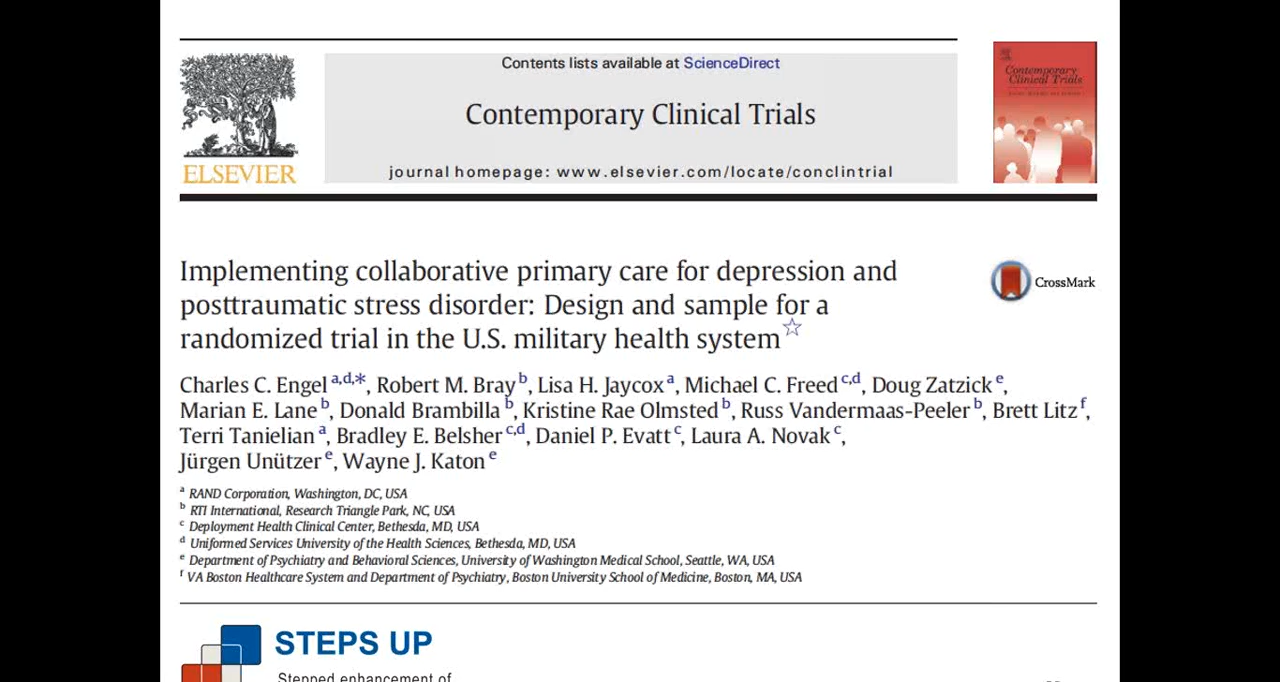 Contents lists available at ScienceDirect
Contemporary Clinical Trials
journal homepage: www.elsevier.com/locate/conclintrial
ELSEVIER
Contemporary
Clinical Trials
Implementing collaborative primary care for depression and
posttraumatic stress disorder: Design and sample for a
randomized trial in the U.S. military health system☆
CrossMark
Charles C. Engel a,d,*, Robert M. Bray b, Lisa H. Jaycox a, Michael C. Freed c,d, Doug Zatzick e,
Marian E. Lane b, Donald Brambilla b, Kristine Rae Olmsted b, Russ Vandermaas-Peeler b, Brett Litz f,
Terri Tanielian a, Bradley E. Belsher c,d, Daniel P. Evatt c, Laura A. Novak c,
Jürgen Unützer e, Wayne J. Katon e
a RAND Corporation, Washington, DC, USA
b RTI International, Research Triangle Park, NC, USA
c Deployment Health Clinical Center, Bethesda, MD, USA
d Uniformed Services University of the Health Sciences, Bethesda, MD, USA
e Department of Psychiatry and Behavioral Sciences, University of Washington Medical School, Seattle, WA, USA
f VA Boston Healthcare System and Department of Psychiatry, Boston University School of Medicine, Boston, MA, USA
STEPS UP
Stepped enhancement of